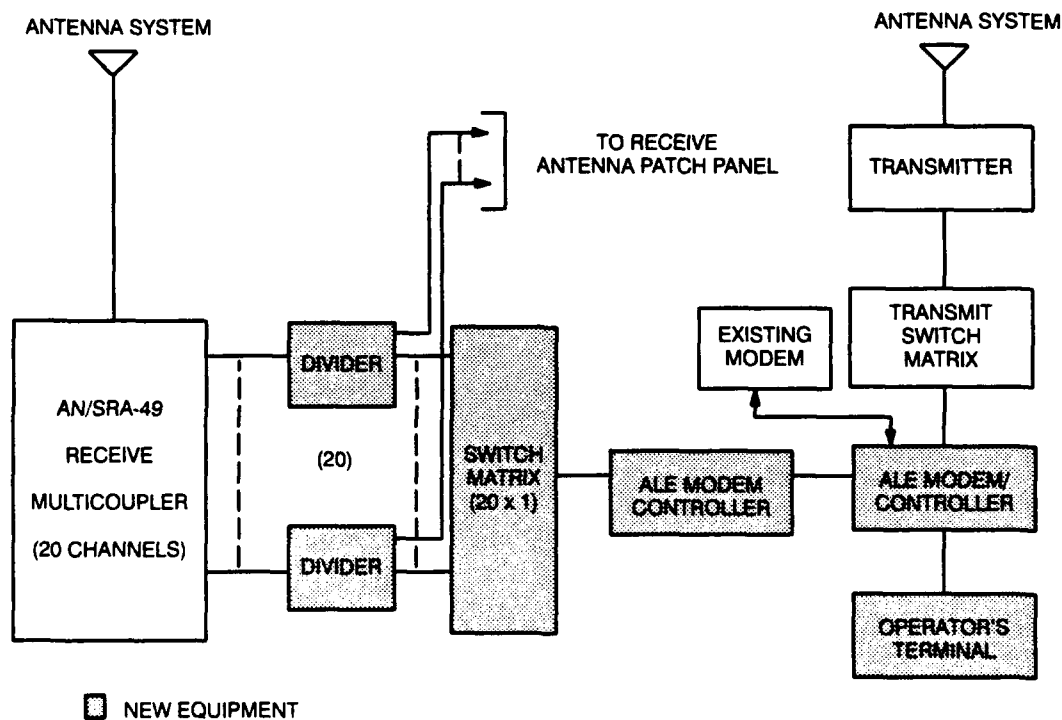 ANTENNA SYSTEM
ANTENNA SYSTEM
TO RECEIVE
ANTENNA PATCH PANEL
TRANSMITTER
TRANSMIT
SWITCH
MATRIX
EXISTING
MODEM
AN/SRA-49
RECEIVE
MULTICOUPLER
(20 CHANNELS)
DIVIDER
(20)
DIVIDER
SWITCH
MATRIX
(20 x 1)
ALE MODEM
CONTROLLER
ALE MODEM/
CONTROLLER
OPERATOR'S
TERMINAL
NEW EQUIPMENT